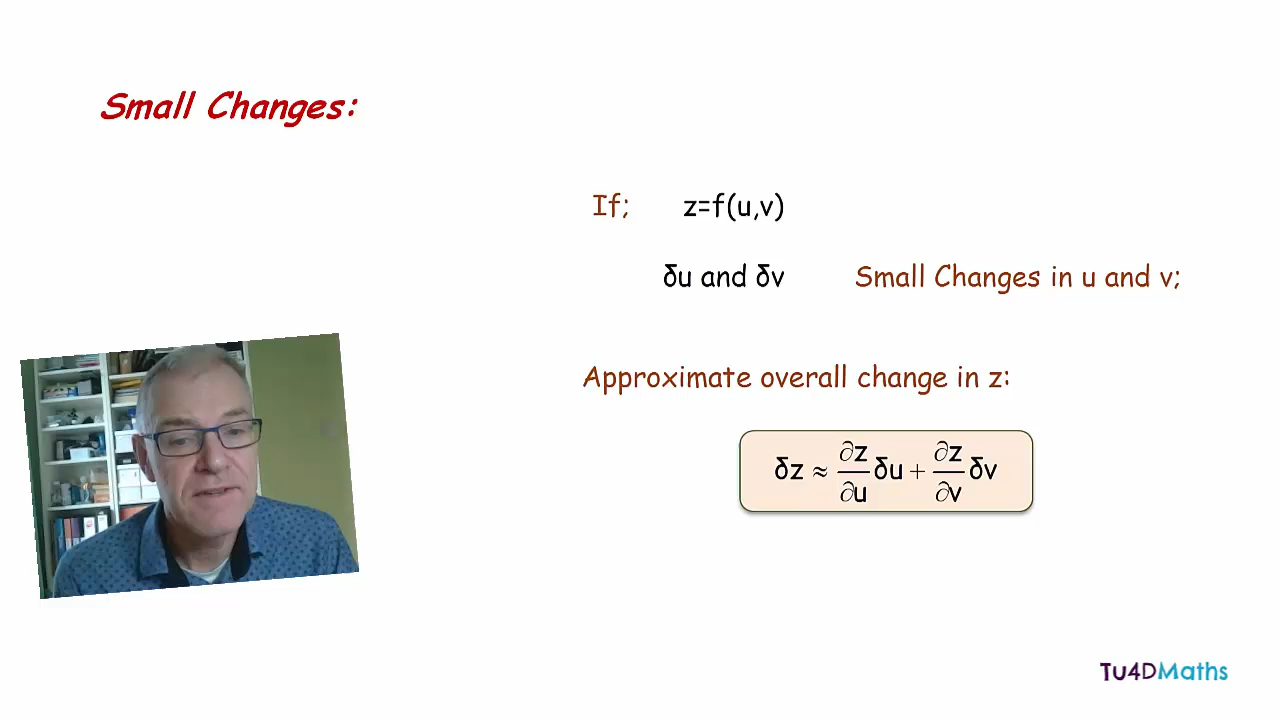 Small Changes:
If; z=f(u,v)
δu and δv Small Changes in u and v;
Approximate overall change in z:
δz ≈ ∂z/∂u δu + ∂z/∂v δv
Tu4DMaths